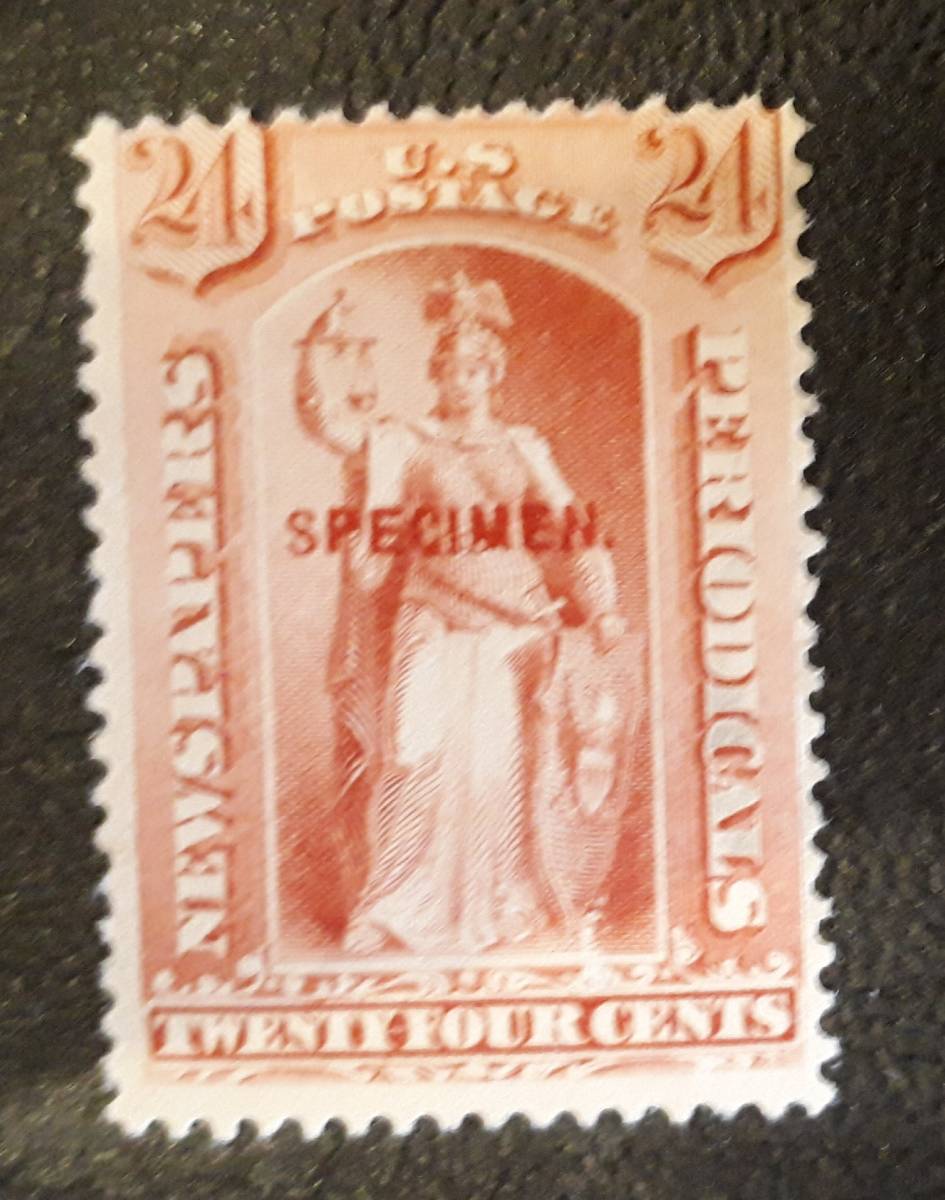 24
24
U.S
POSTAGE
NEWSPAPERS
PERIODICALS
SPECIMEN.
TWENTY FOUR CENTS